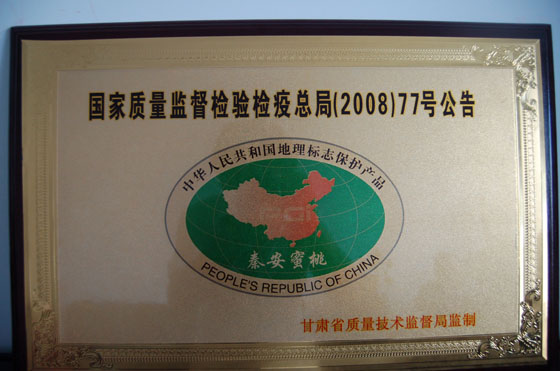 国家质量监督检验检疫总局(2008)77号公告
中华人民共和国地理标志保护产品
PGI
秦安蜜桃
PEOPLE'S REPUBLIC OF CHINA
甘肃省质量技术监督局监制